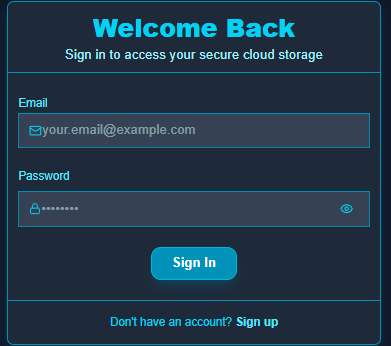 Welcome Back
Sign in to access your secure cloud storage
Email
your.email@example.com
Password
••••••••
Sign In
Don't have an account? Sign up